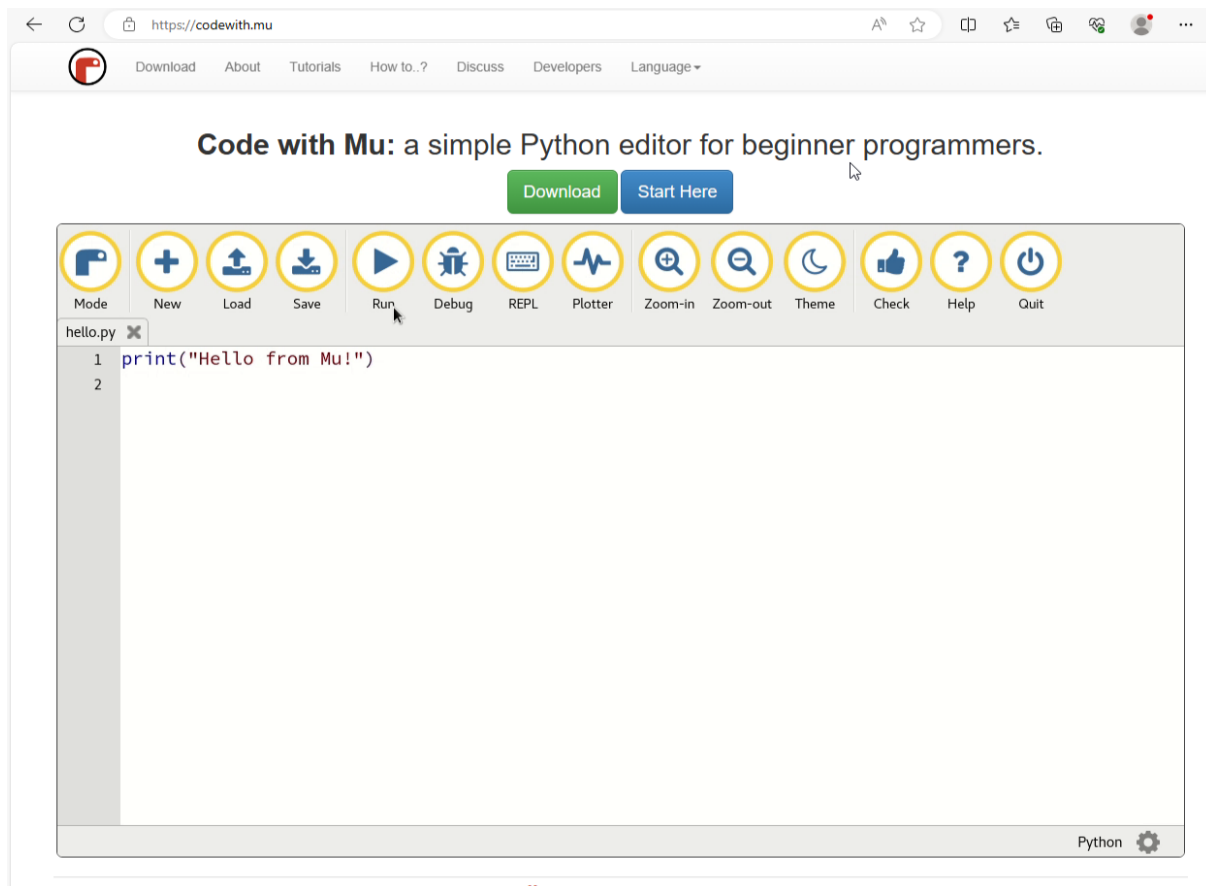 https://codewith.mu
Download About Tutorials How to..? Discuss Developers Language
Code with Mu: a simple Python editor for beginner programmers.
Download Start Here
Mode New Load Save Run Debug REPL Plotter Zoom-in Zoom-out Theme Check Help Quit
hello.py
1 print("Hello from Mu!")
2
Python